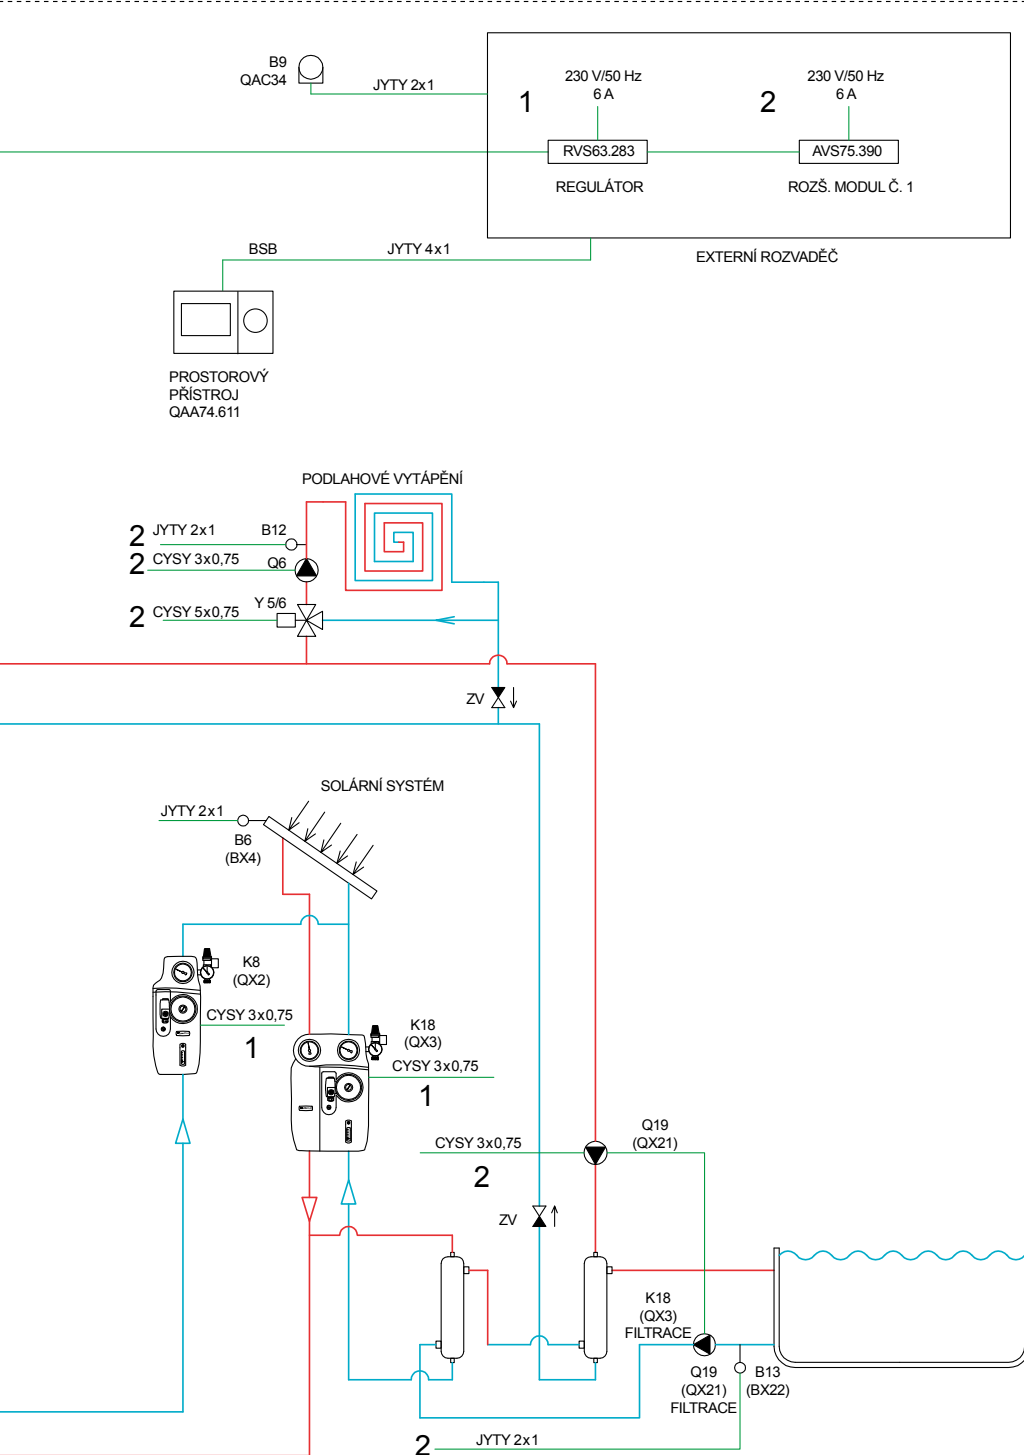 B9
QAC34
JYTY 2x1
1
230 V/50 Hz
6 A
2
230 V/50 Hz
6 A
RVS63.283
AVS75.390
REGULÁTOR
ROZŠ. MODUL Č. 1
BSB
JYTY 4x1
EXTERNÍ ROZVADĚČ
PROSTOROVÝ
PŘÍSTROJ
QAA74.611
PODLAHOVÉ VYTÁPĚNÍ
2 JYTY 2x1
B12
2 CYSY 3x0,75
Q6
2 CYSY 5x0,75
Y 5/6
ZV
SOLÁRNÍ SYSTÉM
JYTY 2x1
B6
(BX4)
K8
(QX2)
CYSY 3x0,75
1
K18
(QX3)
CYSY 3x0,75
1
Q19
(QX21)
CYSY 3x0,75
2
ZV
K18
(QX3)
FILTRACE
Q19
(QX21)
FILTRACE
B13
(BX22)
2 JYTY 2x1